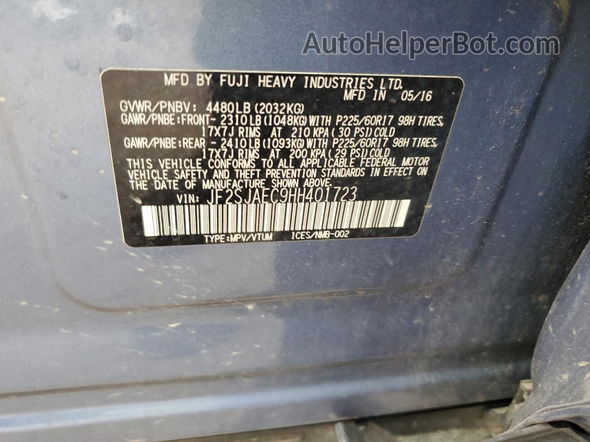 AutoHelperBot.com
MFD BY FUJI HEAVY INDUSTRIES LTD.
MFD IN 05/16
GVWR/PNBV: 4480LB (2032KG)
GAWR/PNBE:FRONT- 2310LB (1048KG) WITH P225/60R17 98H TIRES,
17X7J RIMS AT 210 KPA (30 PSI) COLD
GAWR/PNBE:REAR - 2410LB (1093KG) WITH P225/60R17 98H TIRES,
17X7J RIMS AT 200 KPA (29 PSI) COLD
THIS VEHICLE CONFORMS TO ALL APPLICABLE FEDERAL MOTOR
VEHICLE SAFETY AND THEFT PREVENTION STANDARDS IN EFFECT
ON THE DATE OF MANUFACTURE SHOWN ABOVE.
VIN: JF2SJAEC9HH401723
TYPE:MPV/VTUM ICES/NMB-002